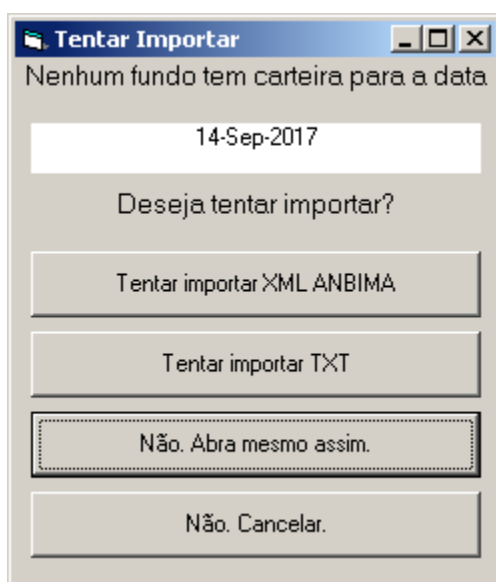 Tentar Importar
Nenhum fundo tem carteira para a data
14-Sep-2017
Deseja tentar importar?
Tentar importar XML ANBIMA
Tentar importar TXT
Não. Abra mesmo assim.
Não. Cancelar.